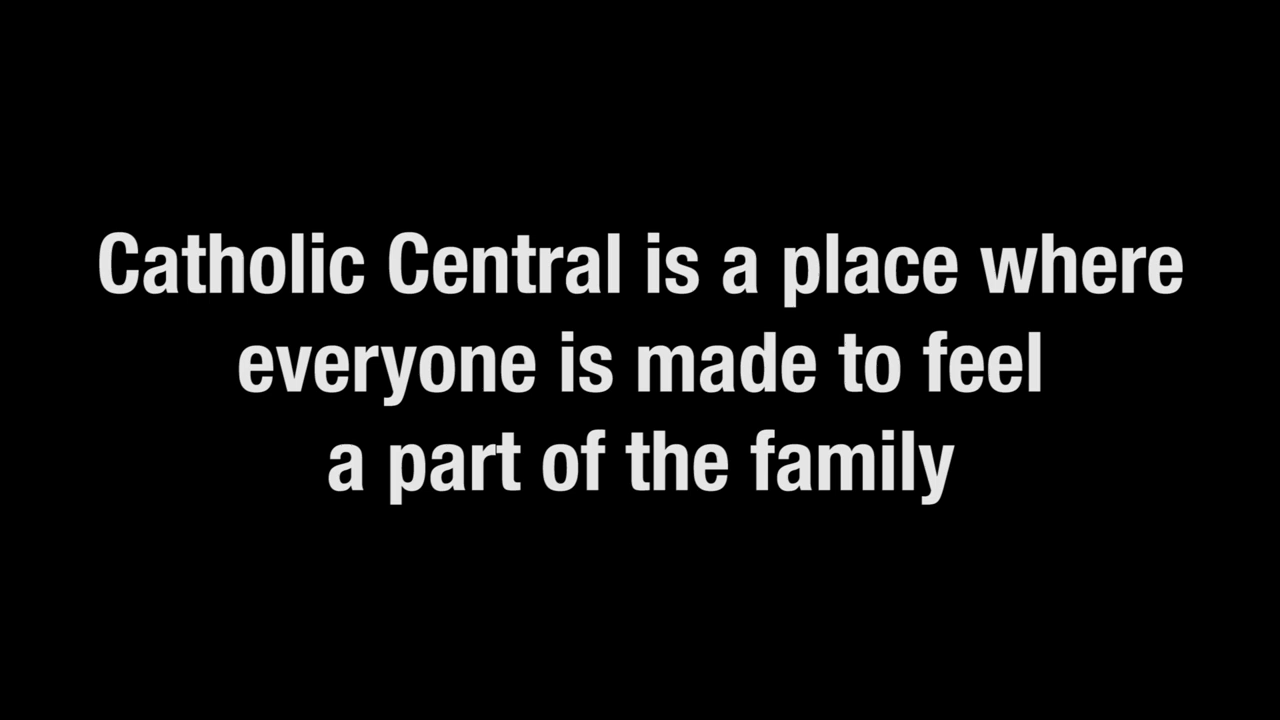 Catholic Central is a place where
everyone is made to feel
a part of the family